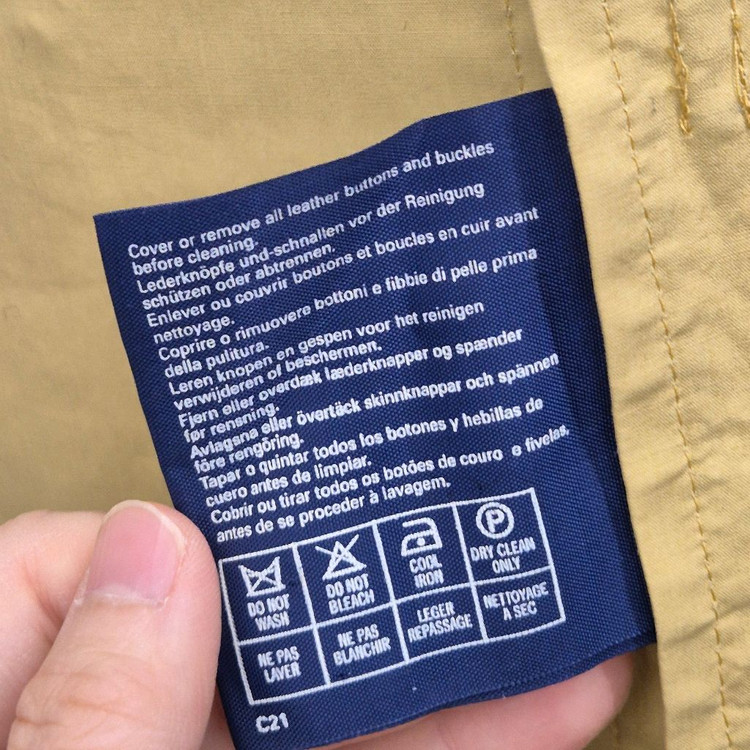 Cover or remove all leather buttons and buckles
before cleaning.
Lederknöpfe und-schnallen vor der Reinigung
schützen oder abtrennen.
Enlever ou couvrir boutons et boucles en cuir avant
nettoyage.
Coprire o rimuovere bottoni e fibbie di pelle prima
della pulitura.
Leren knopen en gespen voor het reinigen
verwijderen of beschermen.
Fjern eller overdæk læderknapper og spænder
før rensning.
Avlagsna eller övertäck skinnknappar och spännen
före rengöring.
Tapar o quintar todos los botones y hebillas de
cuero antes de limpiar.
Cobrir ou tirar todos os botões de couro e fivelas,
antes de se proceder à lavagem.
P
DO NOT WASH
DO NOT BLEACH
COOL IRON
DRY CLEAN ONLY
NE PAS LAVER
NE PAS BLANCHIR
LEGER REPASSAGE
NETTOYAGE A SEC
C21